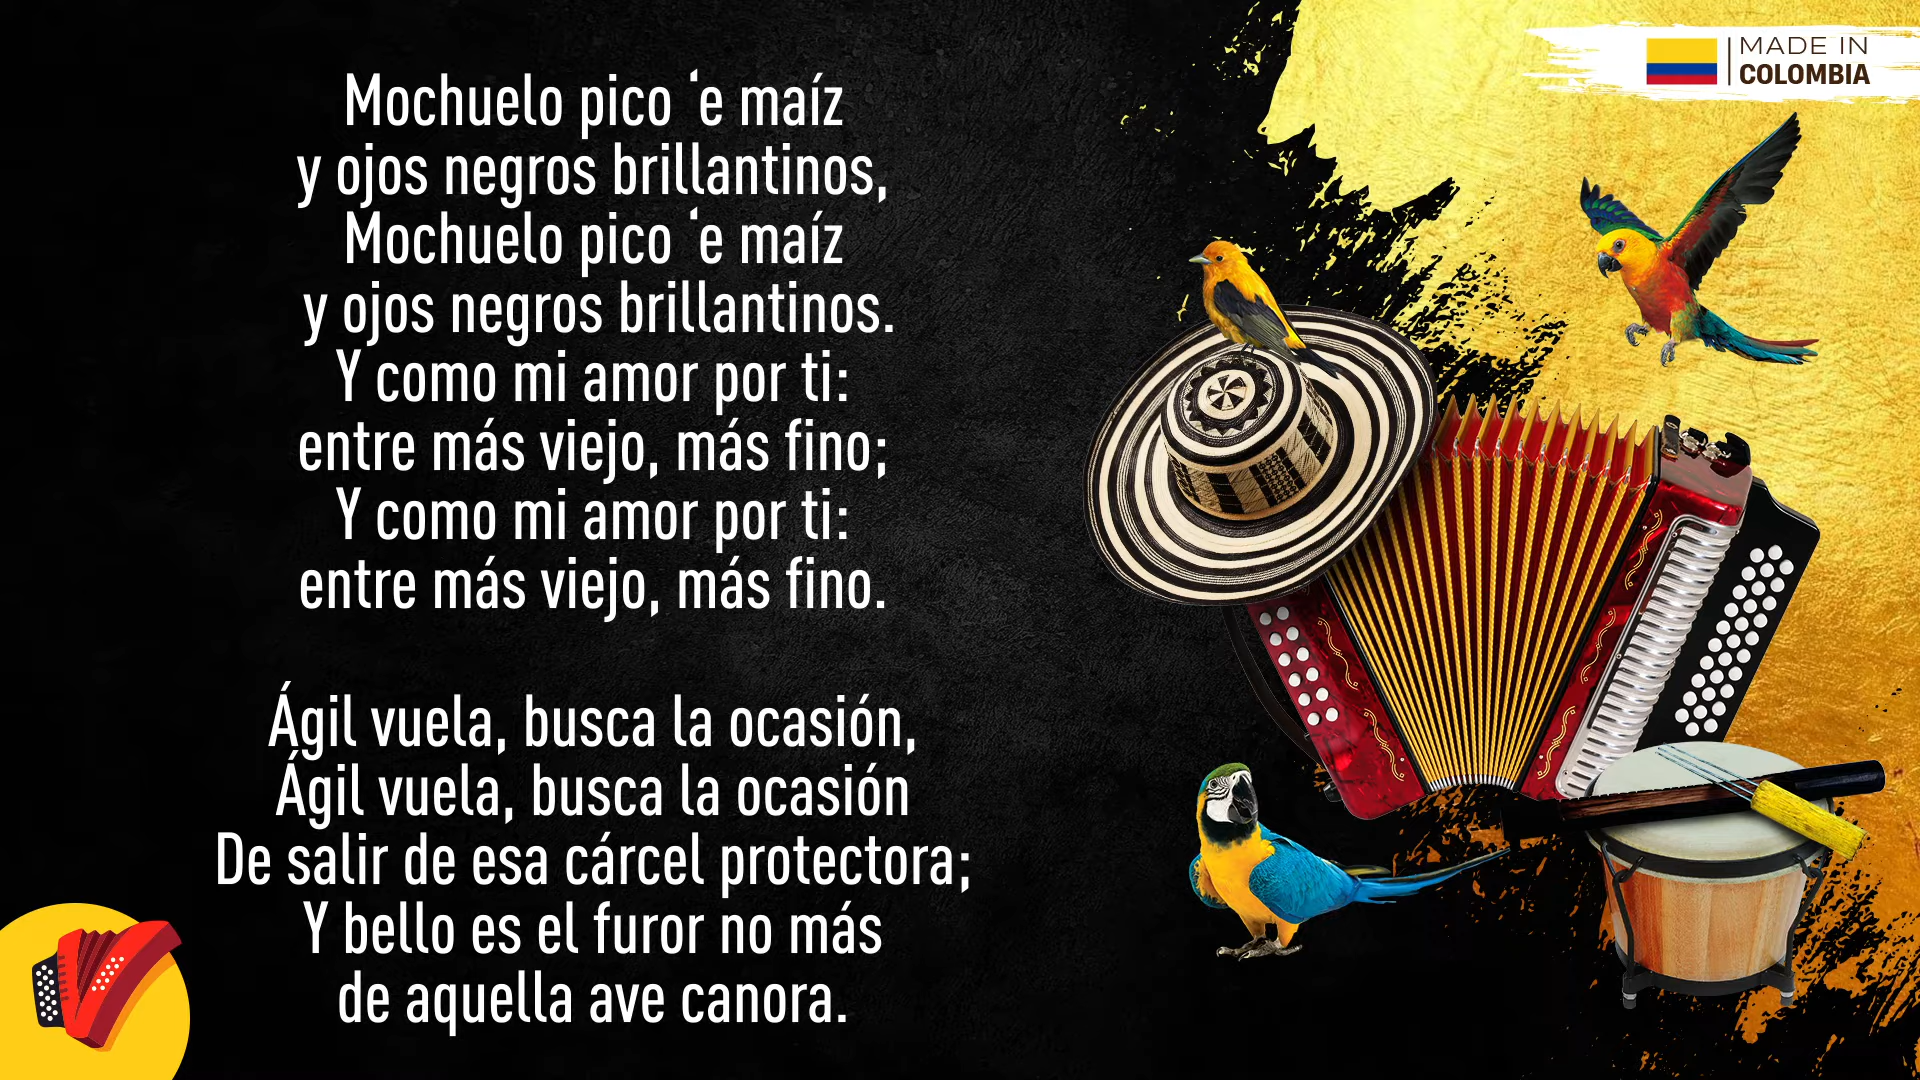 Mochuelo pico ‘e maíz
y ojos negros brillantinos,
Mochuelo pico ‘e maíz
y ojos negros brillantinos.
Y como mi amor por ti:
entre más viejo, más fino;
Y como mi amor por ti:
entre más viejo, más fino.
Ágil vuela, busca la ocasión,
Ágil vuela, busca la ocasión
De salir de esa cárcel protectora;
Y bello es el furor no más
de aquella ave canora.
MADE IN
COLOMBIA